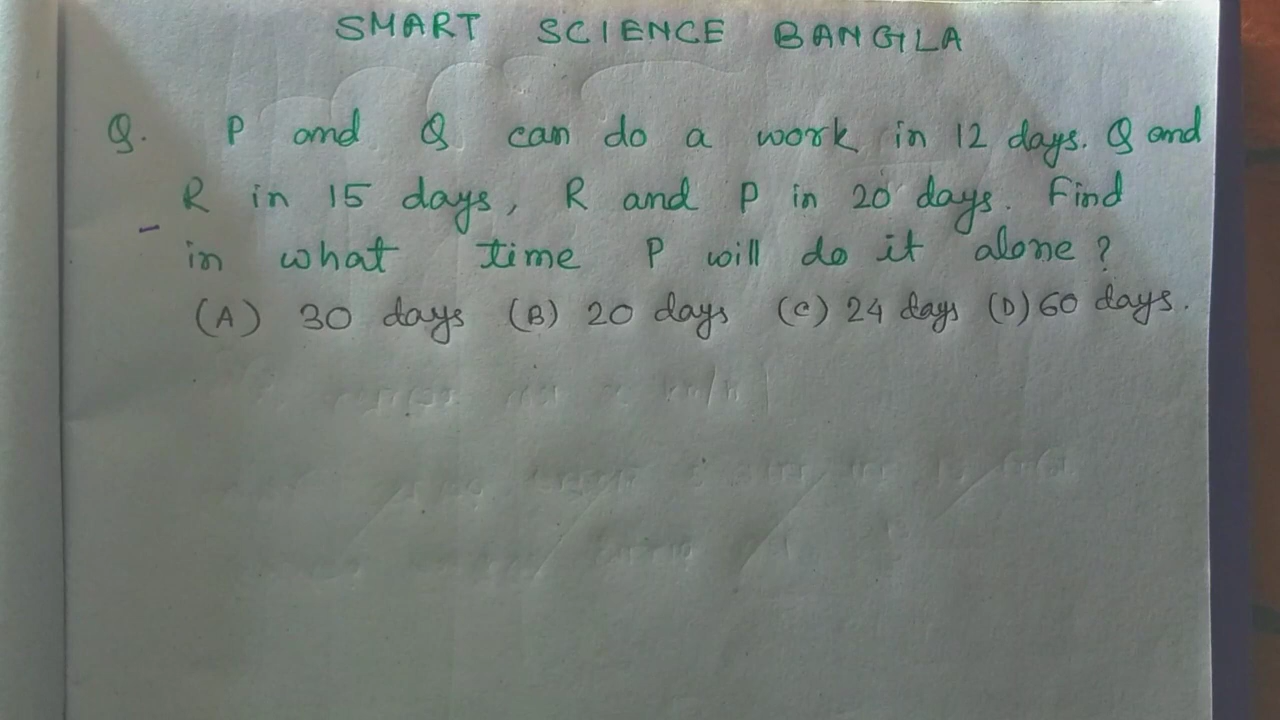 SMART SCIENCE BANGLA
Q. P and Q can do a work in 12 days. Q and
R in 15 days, R and P in 20 days. Find
in what time P will do it alone?
(A) 30 days (B) 20 days (C) 24 days (D) 60 days.